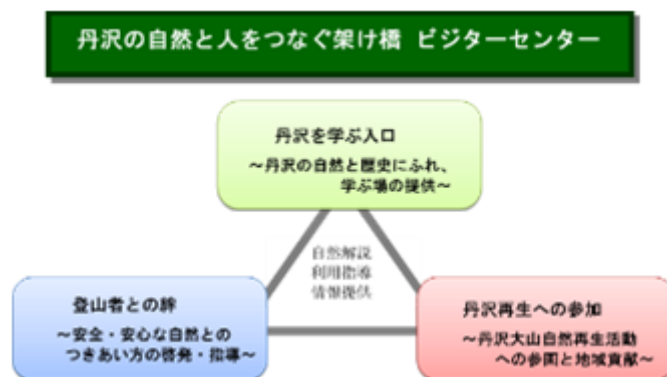 丹沢の自然と人をつなぐ架け橋 ビジターセンター
丹沢を学ぶ入口
～丹沢の自然と歴史にふれ、
学ぶ場の提供～
自然解説
利用指導
情報提供
登山者との絆
～安全・安心な自然との
つきあい方の啓発・指導～
丹沢再生への参加
～丹沢大山自然再生活動
への参画と地域貢献～